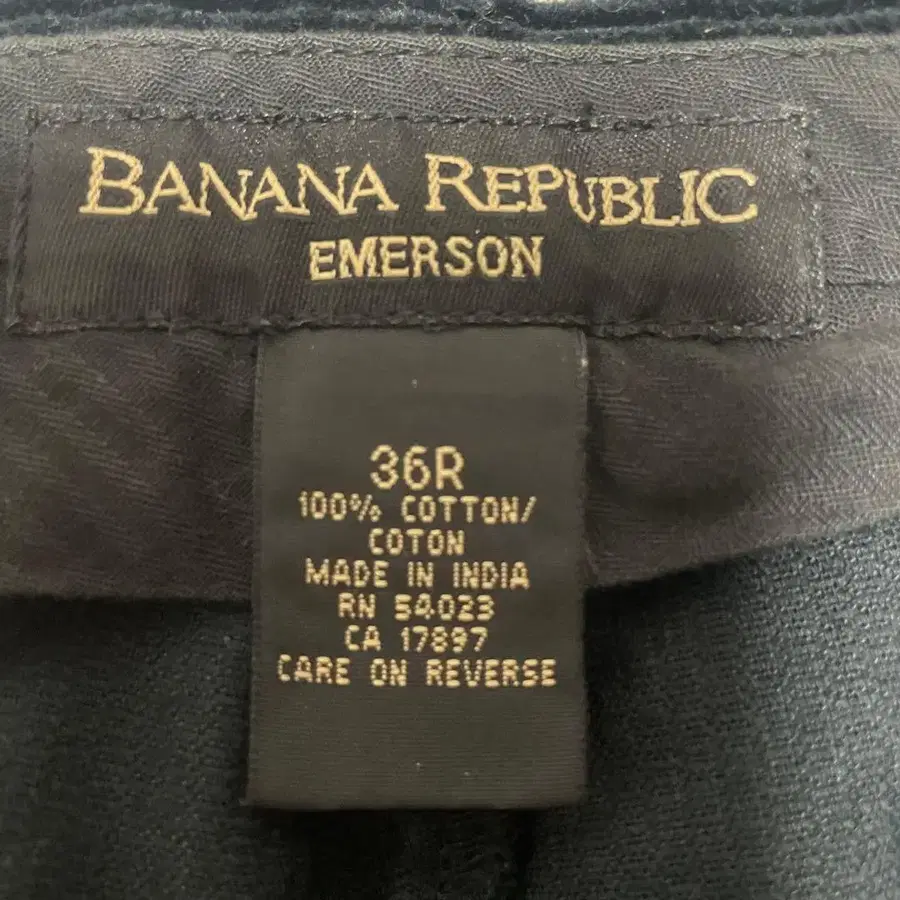 BANANA REPUBLIC
EMERSON
36R
100% COTTON/
COTON
MADE IN INDIA
RN 54023
CA 17897
CARE ON REVERSE